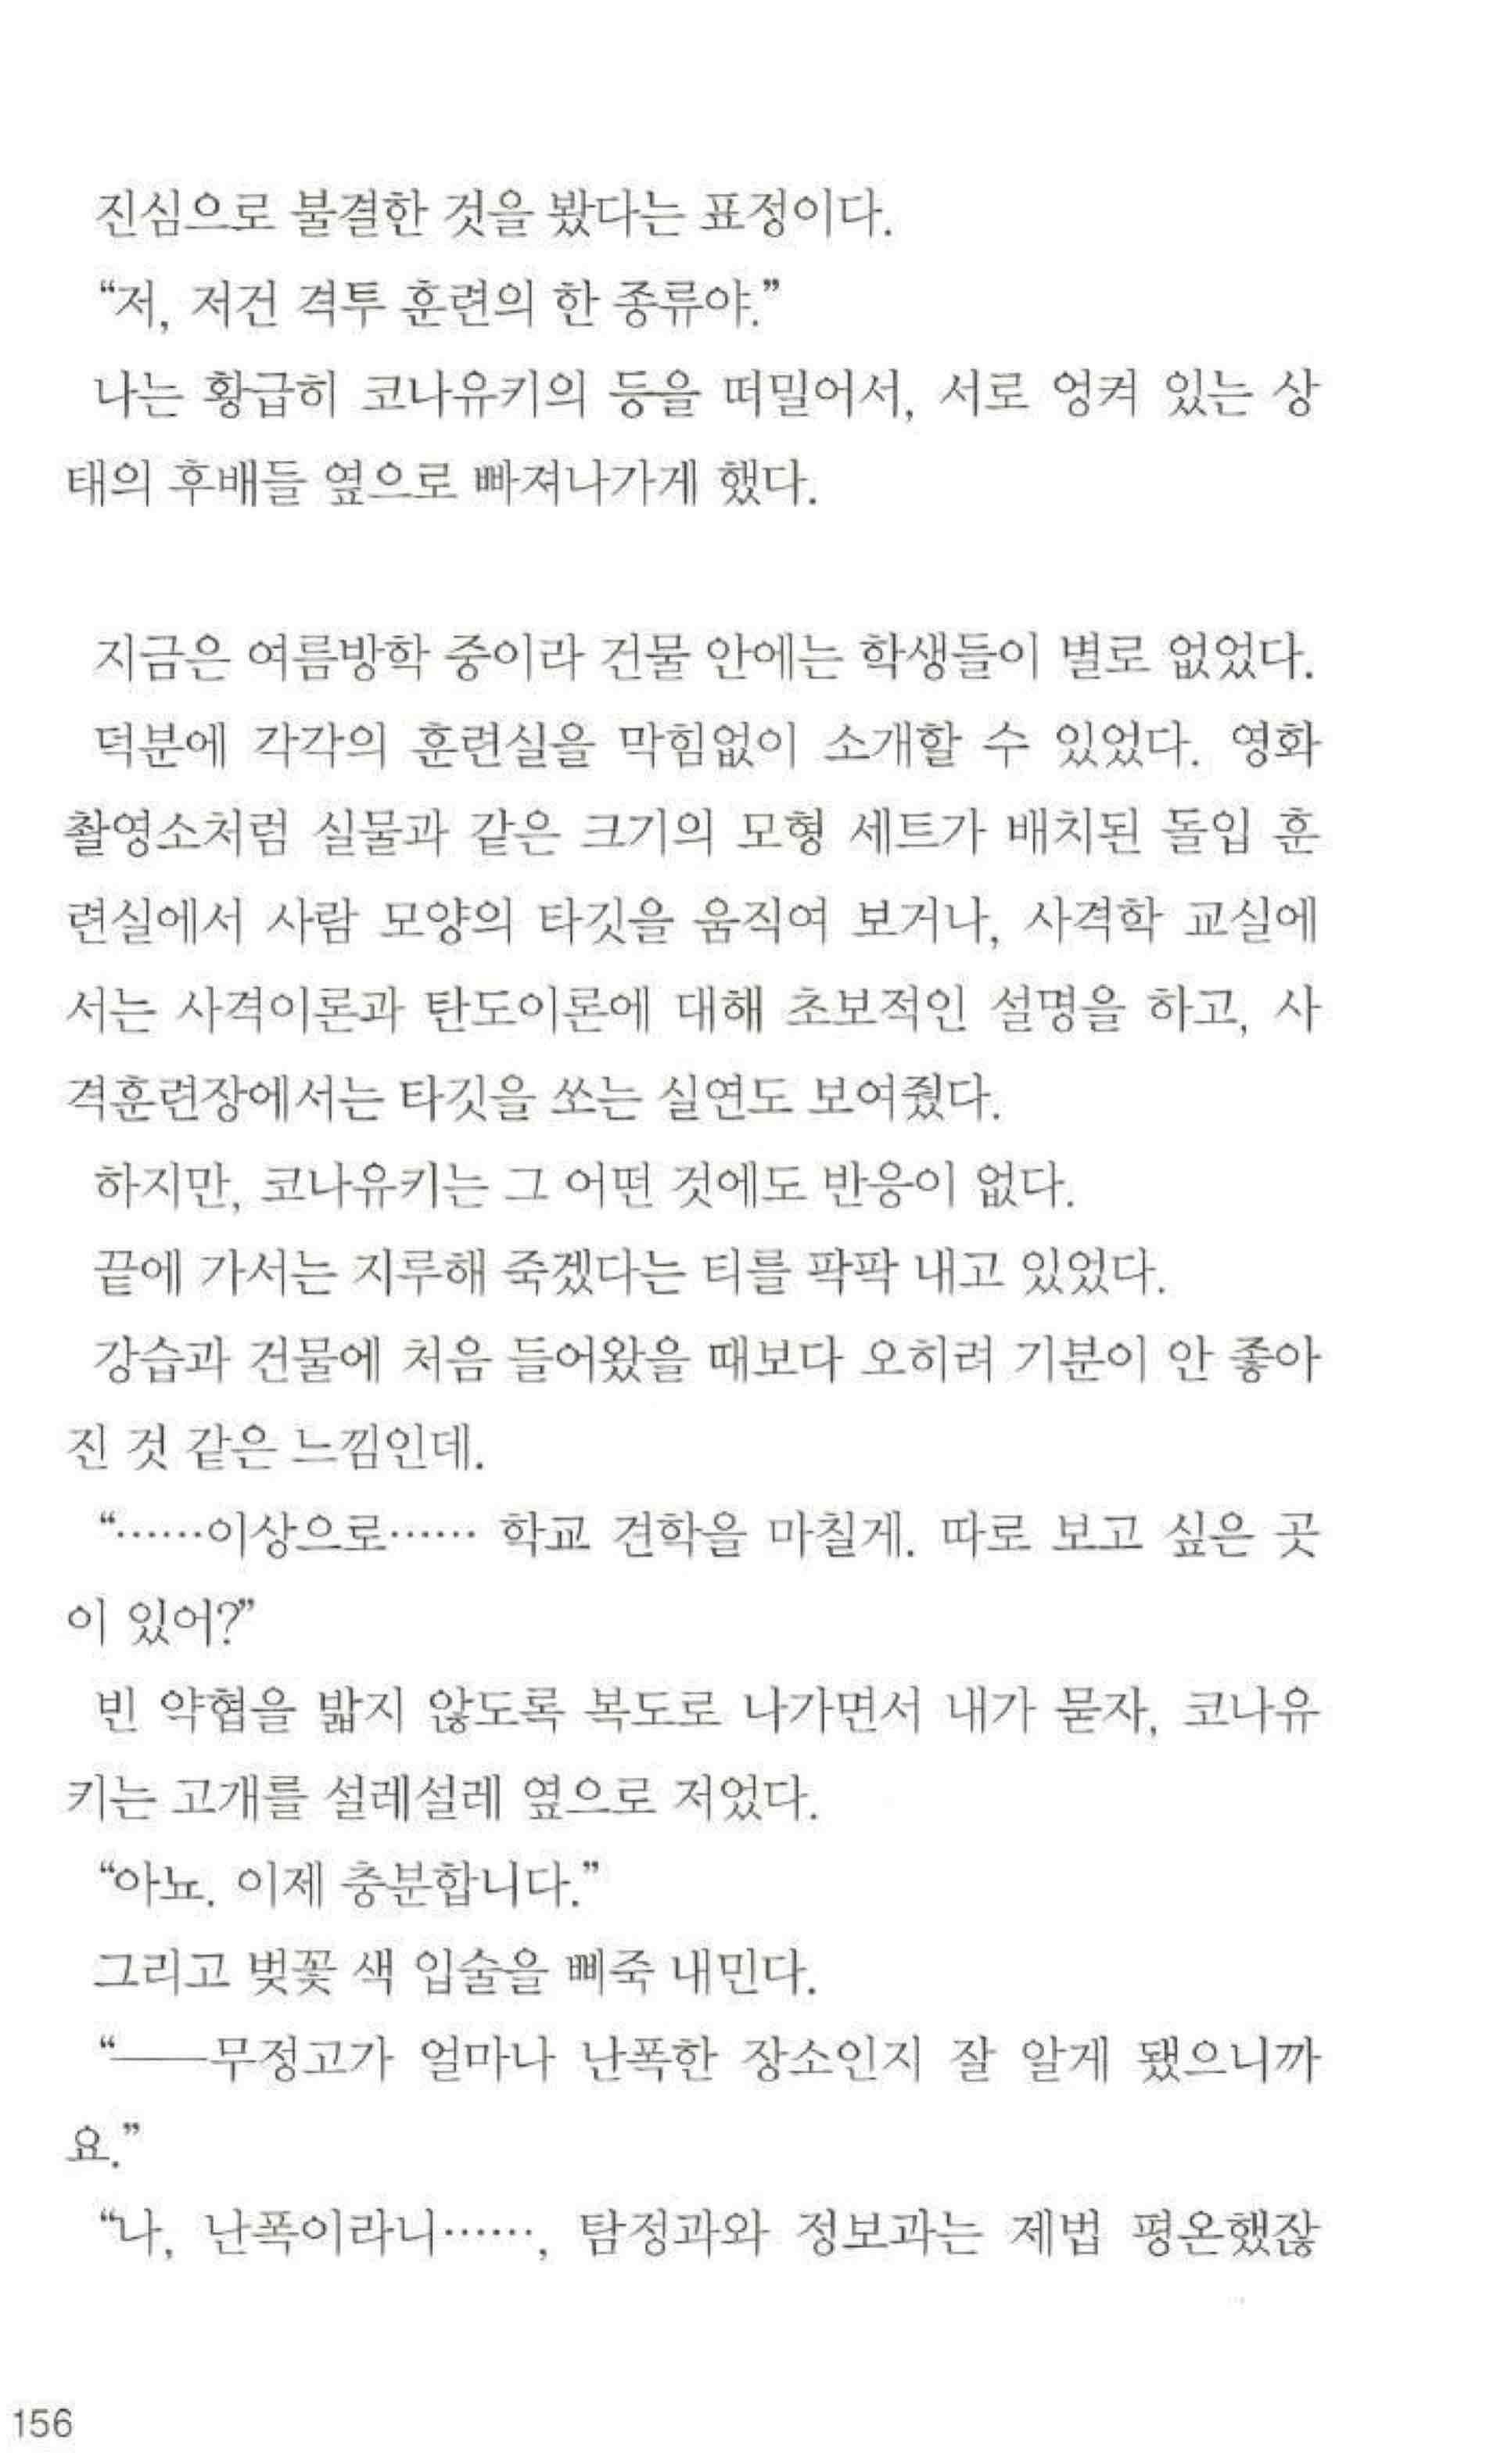 진심으로 불결한 것을 봤다는 표정이다.
“저, 저건 격투 훈련의 한 종류야.”
나는 황급히 코나유키의 등을 떠밀어서, 서로 엉켜 있는 상
태의 후배들 옆으로 빠져나가게 했다.
지금은 여름방학 중이라 건물 안에는 학생들이 별로 없었다.
덕분에 각각의 훈련실을 막힘없이 소개할 수 있었다. 영화
촬영소처럼 실물과 같은 크기의 모형 세트가 배치된 돌입 훈
련실에서 사람 모양의 타깃을 움직여 보거나, 사격학 교실에
서는 사격이론과 탄도이론에 대해 초보적인 설명을 하고, 사
격훈련장에서는 타깃을 쏘는 실연도 보여줬다.
하지만, 코나유키는 그 어떤 것에도 반응이 없다.
끝에 가서는 지루해 죽겠다는 티를 팍팍 내고 있었다.
강습과 건물에 처음 들어왔을 때보다 오히려 기분이 안 좋아
진 것 같은 느낌인데.
“……이상으로…… 학교 견학을 마칠게. 따로 보고 싶은 곳
이 있어?”
빈 약협을 밟지 않도록 복도로 나가면서 내가 묻자, 코나유
키는 고개를 설레설레 옆으로 저었다.
“아뇨. 이제 충분합니다.”
그리고 벚꽃 색 입술을 삐죽 내민다.
“──무정고가 얼마나 난폭한 장소인지 잘 알게 됐으니까
요.”
“나, 난폭이라니……, 탐정과와 정보과는 제법 평온했잖
156